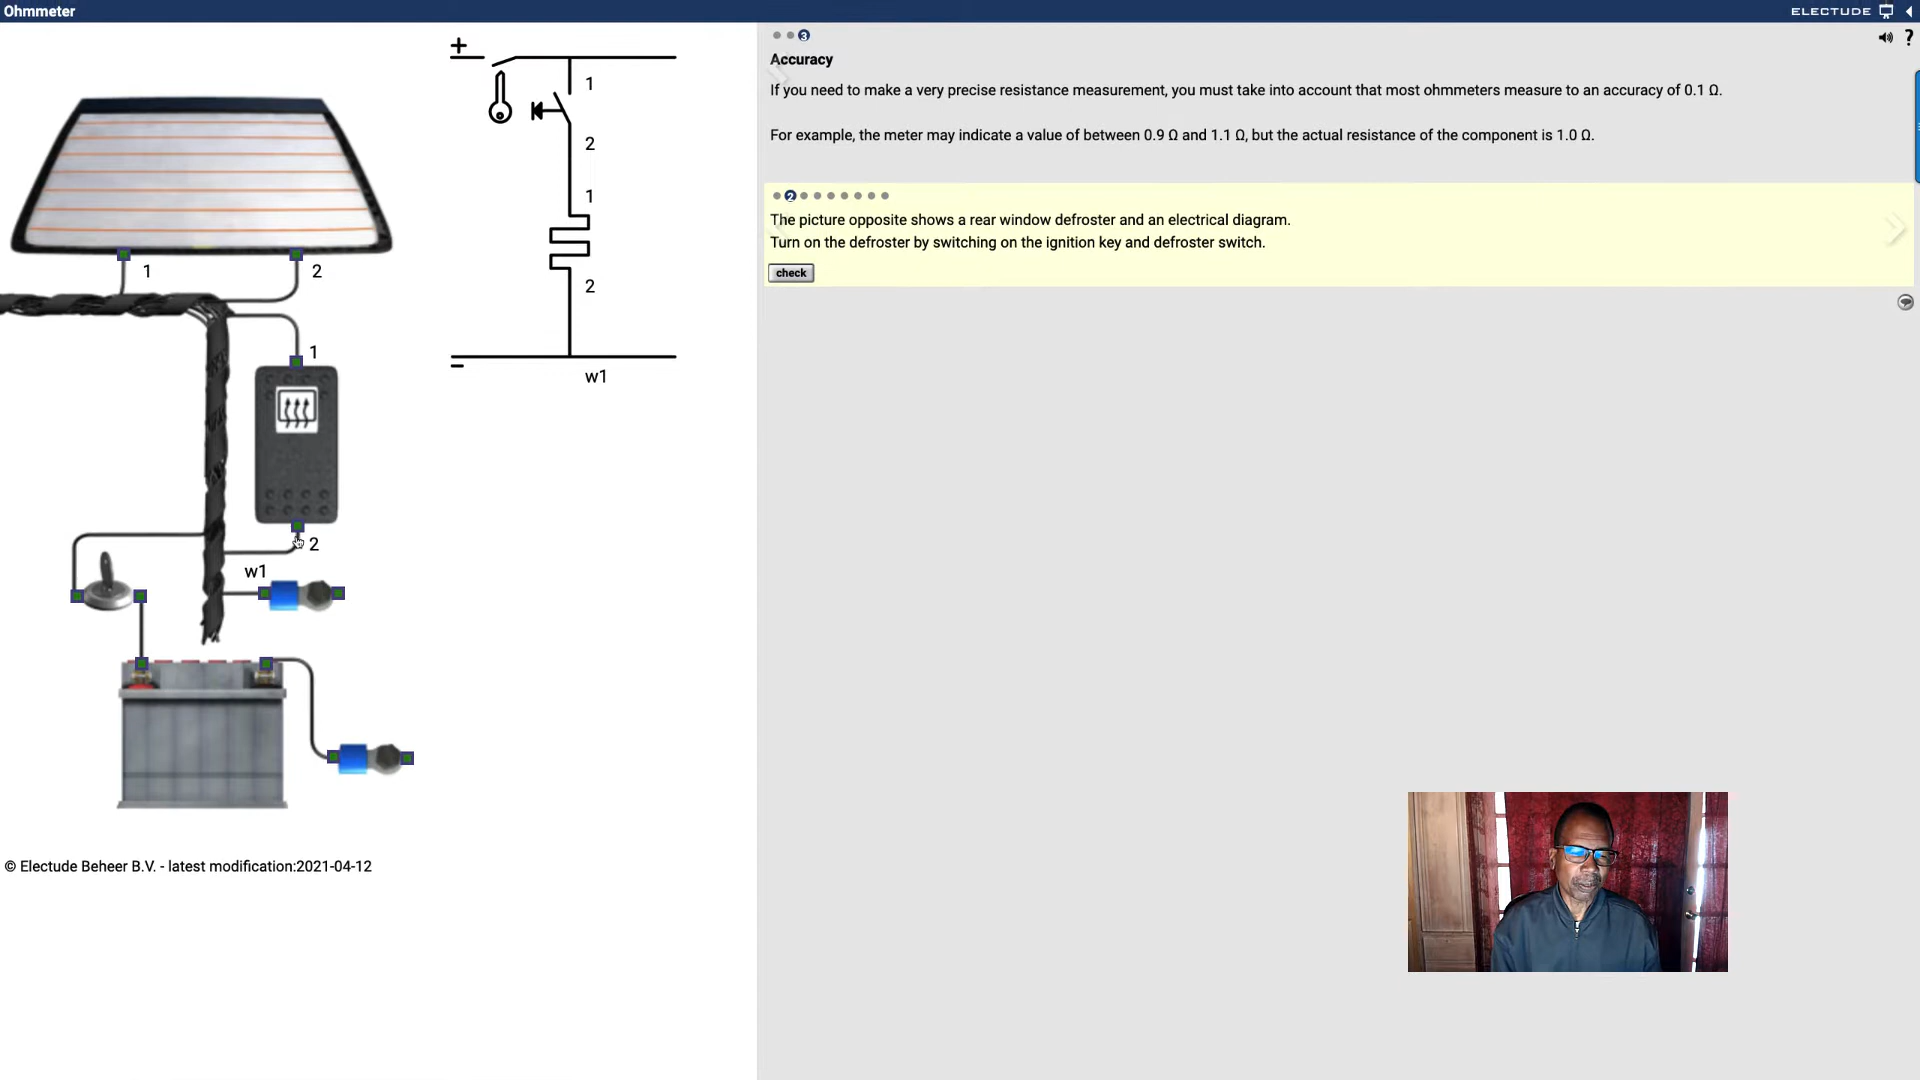 Ohmmeter
ELECTUDE
3
Accuracy
If you need to make a very precise resistance measurement, you must take into account that most ohmmeters measure to an accuracy of 0.1 Ω.
For example, the meter may indicate a value of between 0.9 Ω and 1.1 Ω, but the actual resistance of the component is 1.0 Ω.
2
The picture opposite shows a rear window defroster and an electrical diagram.
Turn on the defroster by switching on the ignition key and defroster switch.
check
?
+
1
2
1
2
–
w1
1
2
1
2
w1
© Electude Beheer B.V. - latest modification:2021-04-12